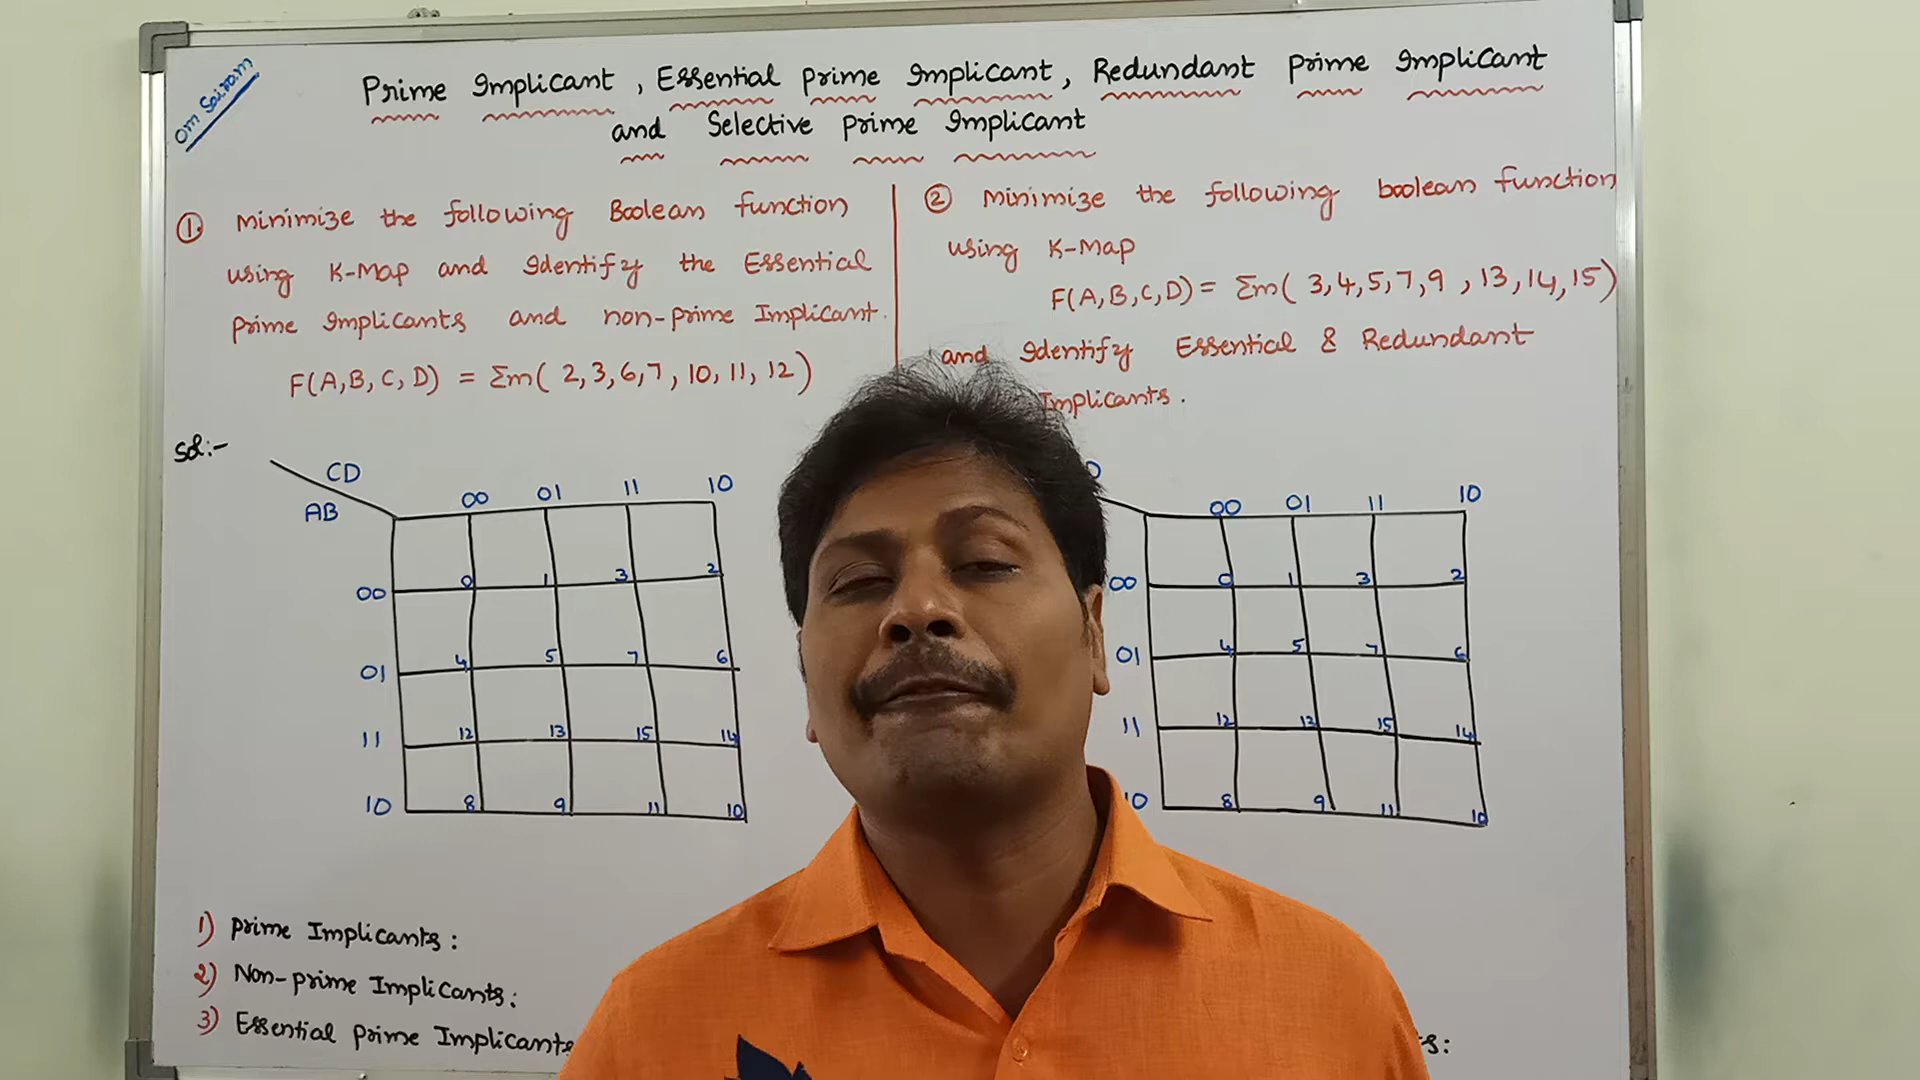 Om Sairam
Prime Implicant, Essential prime Implicant, Redundant prime Implicant
and Selective prime Implicant
1. Minimize the following Boolean function
using K-Map and Identify the Essential
prime Implicants and non-prime Implicant.
F(A,B,C,D) = Σm( 2,3,6,7,10,11,12)
2 Minimize the following boolean function
using K-Map
F(A,B,C,D) = Σm( 3,4,5,7,9,13,14,15)
and Identify Essential & Redundant
Implicants.
Sol:-
CD
AB
00 01 11 10
0 1 3 2
00
4 5 7 6
01
12 13 15 14
11
8 9 11 10
10
D
00 01 11 10
0 1 3 2
00
4 5 7 6
01
12 13 15 14
11
8 9 11 10
10
1) Prime Implicants:
2) Non-prime Implicants:
3) Essential prime Implicants
s: